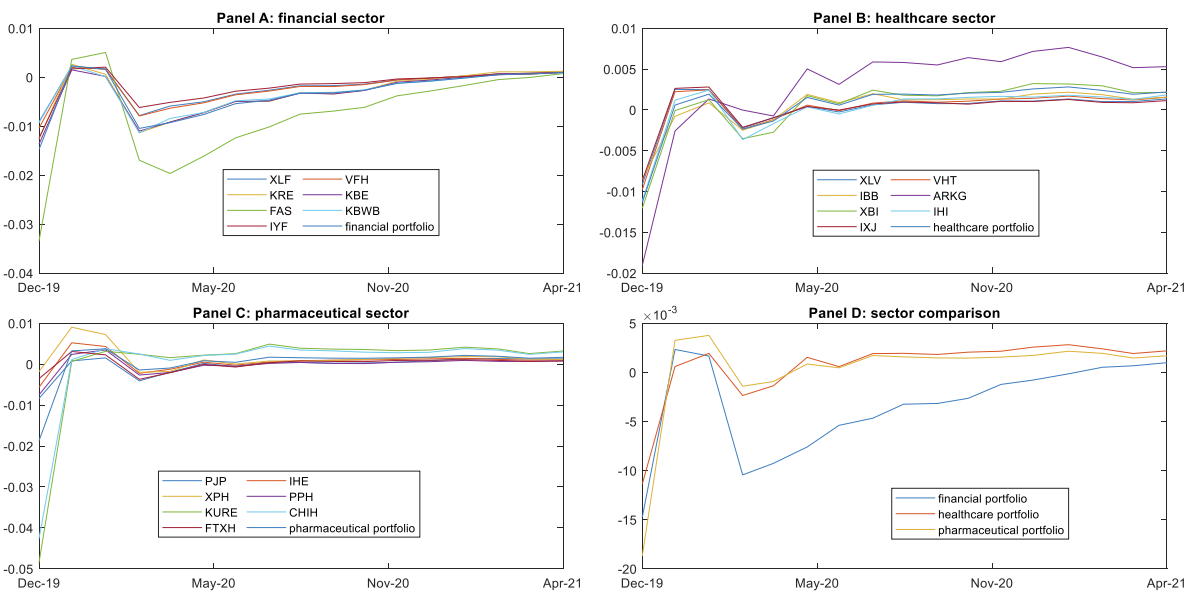 Panel A: financial sector
0.01
0
-0.01
-0.02
-0.03
-0.04
Dec-19 May-20 Nov-20 Apr-21
XLF VFH
KRE KBE
FAS KBWB
IYF financial portfolio
Panel B: healthcare sector
0.01
0.005
0
-0.005
-0.01
-0.015
-0.02
Dec-19 May-20 Nov-20 Apr-21
XLV VHT
IBB ARKG
XBI IHI
IXJ healthcare portfolio
Panel C: pharmaceutical sector
0.01
0
-0.01
-0.02
-0.03
-0.04
-0.05
Dec-19 May-20 Nov-20 Apr-21
PJP IHE
XPH PPH
KURE CHIH
FTXH pharmaceutical portfolio
Panel D: sector comparison
×10⁻³
5
0
-5
-10
-15
-20
Dec-19 May-20 Nov-20 Apr-21
financial portfolio
healthcare portfolio
pharmaceutical portfolio